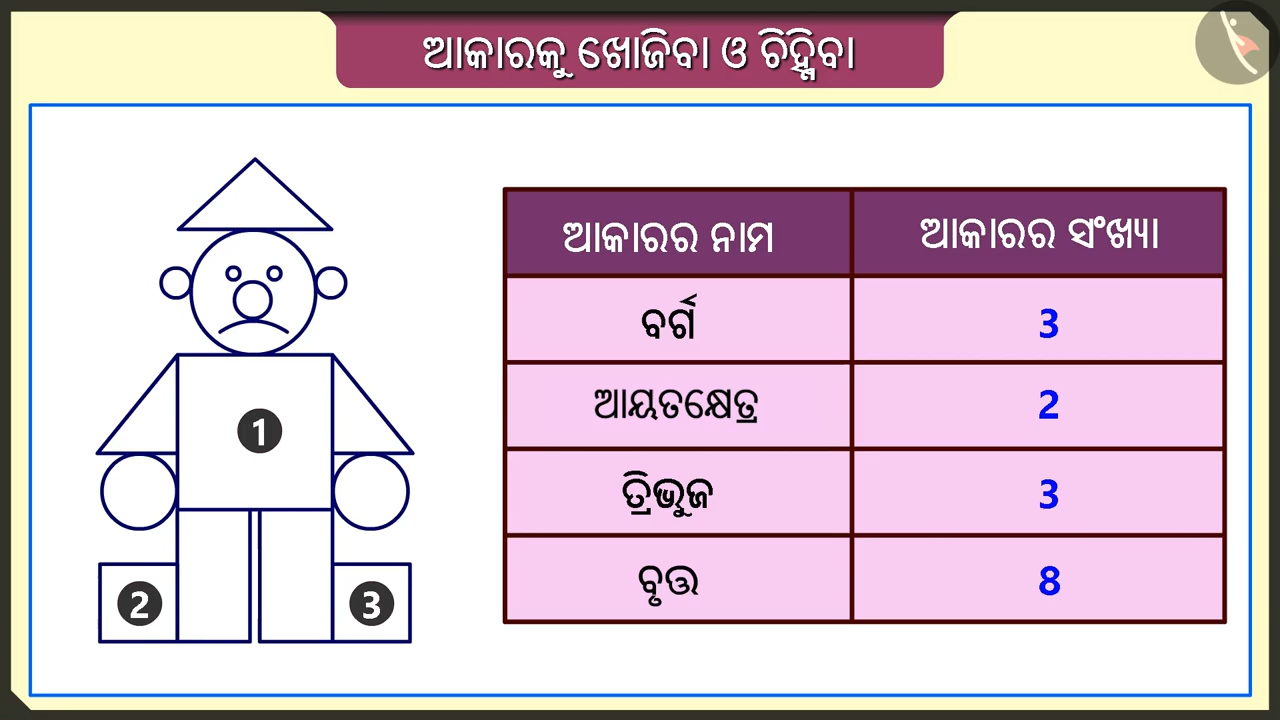 ଆକାରକୁ ଖୋଜିବା ଓ ଚିହ୍ନିବା
ଆକାରର ନାମ ଆକାରର ସଂଖ୍ୟା
ବର୍ଗ 3
ଆୟତକ୍ଷେତ୍ର 2
ତ୍ରିଭୁଜ 3
ବୃତ୍ତ 8
1
2 3